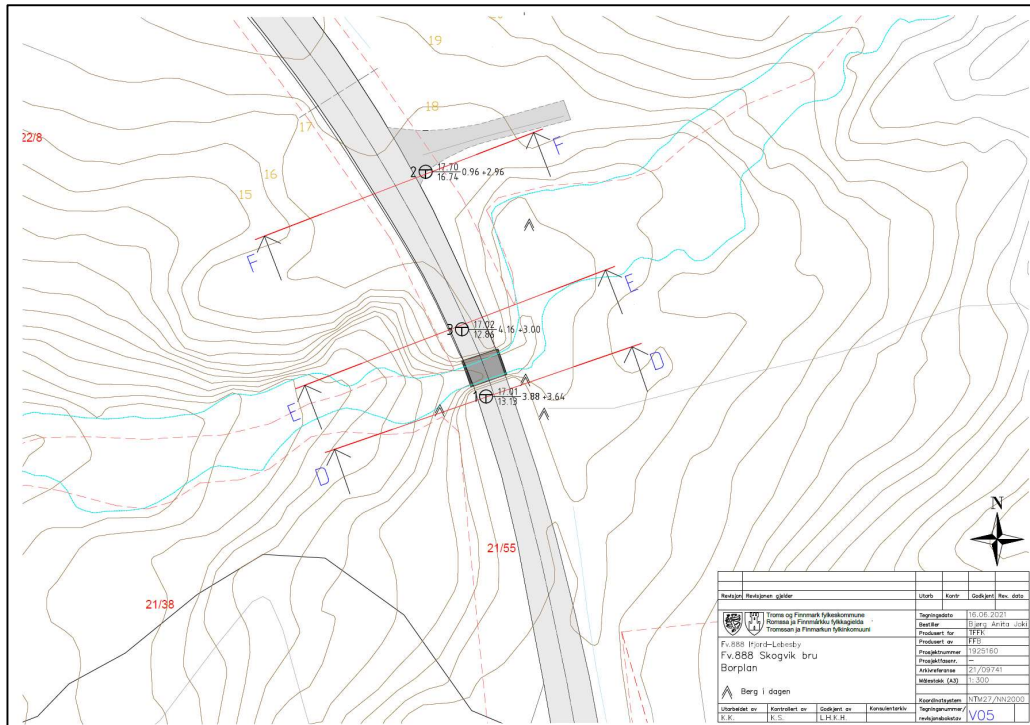 19
18
17
22/8
16
15
2 17.70 0.96 +2.96
16.74
F
F
E
3 17.02 4.16 +3.00
12.86
D
1 17.01 3.88 +3.64
13.13
E
D
N
21/55
21/38
Revisjon Revisjonen gjelder Utarb Kontr Godkjent Rev. dato
Troms og Finnmark fylkeskommune
Romssa ja Finnmárkku fylkkagielda
Tromssan ja Finmarkun fylkinkomuuni
Fv.888 Ifjord-Lebesby
Fv.888 Skogvik bru
Borplan
Berg i dagen
Tegningsdato 16.06.2021
Bestiller Bjørg Anita Joki
Produsert for TFFK
Produsert av FFB
Prosjektnummer 1925160
Prosjektfasenr. –
Arkivreferanse 21/09741
Målestokk (A3) 1:300
Koordinatsystem NTM27/NN2000
Utarbeidet av Kontrollert av Godkjent av Konsulentarkiv
K.K. K.S. L.H.K.H.
Tegningsnummer/
revisjonsbokstav V05